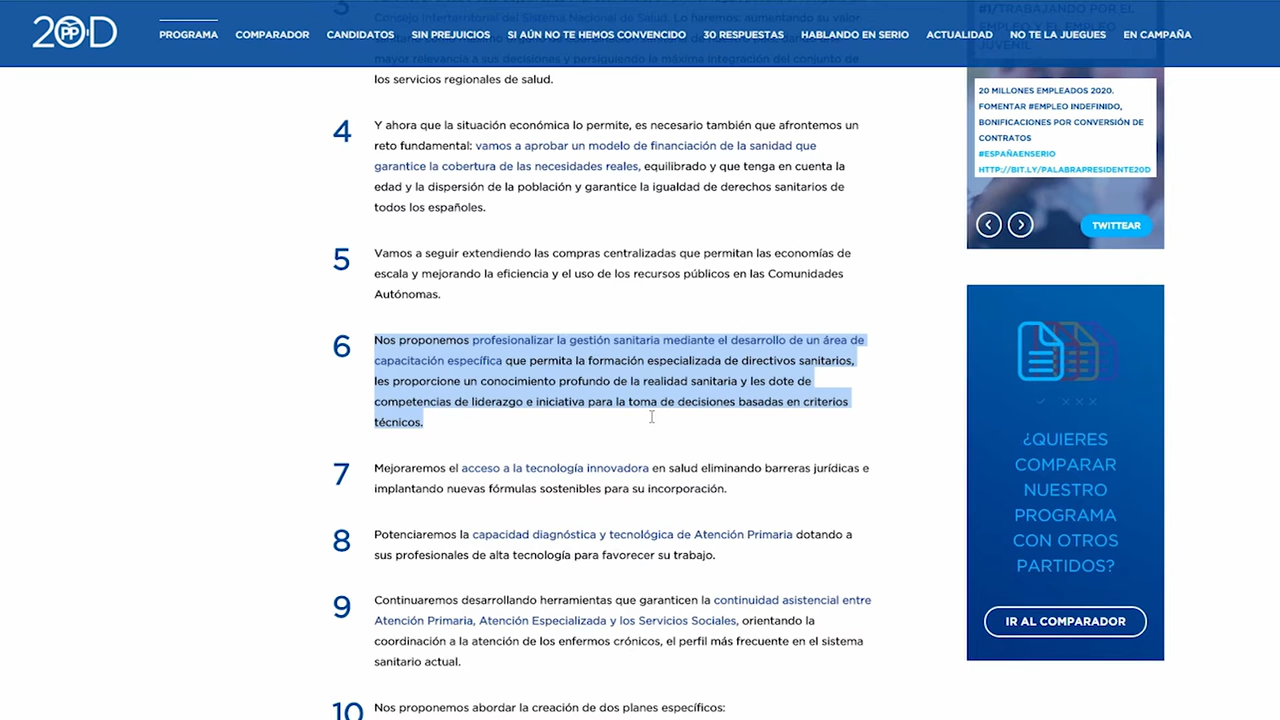 20D
PP
PROGRAMA
COMPARADOR
CANDIDATOS
SIN PREJUICIOS
SI AÚN NO TE HEMOS CONVENCIDO
30 RESPUESTAS
HABLANDO EN SERIO
ACTUALIDAD
NO TE LA JUEGUES
EN CAMPAÑA
3
Consejo Interterritorial del Sistema Nacional de Salud. Lo haremos: aumentando su valor
mayor relevancia a sus decisiones y persiguiendo la máxima integración del conjunto de
los servicios regionales de salud.
4
Y ahora que la situación económica lo permite, es necesario también que afrontemos un
reto fundamental: vamos a aprobar un modelo de financiación de la sanidad que
garantice la cobertura de las necesidades reales, equilibrado y que tenga en cuenta la
edad y la dispersión de la población y garantice la igualdad de derechos sanitarios de
todos los españoles.
5
Vamos a seguir extendiendo las compras centralizadas que permitan las economías de
escala y mejorando la eficiencia y el uso de los recursos públicos en las Comunidades
Autónomas.
6
Nos proponemos profesionalizar la gestión sanitaria mediante el desarrollo de un área de
capacitación específica que permita la formación especializada de directivos sanitarios,
les proporcione un conocimiento profundo de la realidad sanitaria y les dote de
competencias de liderazgo e iniciativa para la toma de decisiones basadas en criterios
técnicos.
7
Mejoraremos el acceso a la tecnología innovadora en salud eliminando barreras jurídicas e
implantando nuevas fórmulas sostenibles para su incorporación.
8
Potenciaremos la capacidad diagnóstica y tecnológica de Atención Primaria dotando a
sus profesionales de alta tecnología para favorecer su trabajo.
9
Continuaremos desarrollando herramientas que garanticen la continuidad asistencial entre
Atención Primaria, Atención Especializada y los Servicios Sociales, orientando la
coordinación a la atención de los enfermos crónicos, el perfil más frecuente en el sistema
sanitario actual.
10
Nos proponemos abordar la creación de dos planes específicos:
#1/TRABAJANDO POR EL
EMPLEO Y EL EMPLEO
JUVENIL
20 MILLONES EMPLEADOS 2020.
FOMENTAR #EMPLEO INDEFINIDO,
BONIFICACIONES POR CONVERSIÓN DE
CONTRATOS
#ESPAÑAENSERIO
HTTP://BIT.LY/PALABRAPRESIDENTE20D
TWITTEAR
¿QUIERES
COMPARAR
NUESTRO
PROGRAMA
CON OTROS
PARTIDOS?
IR AL COMPARADOR